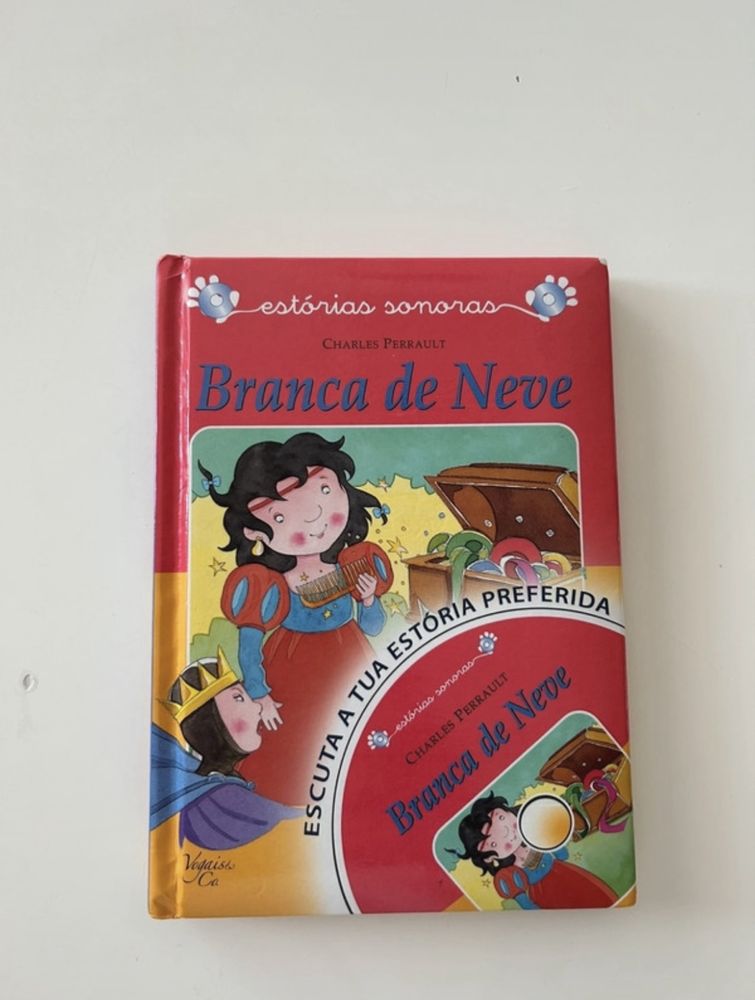 estórias sonoras
CHARLES PERRAULT
Branca de Neve
ESCUTA A TUA ESTÓRIA PREFERIDA
estórias sonoras
CHARLES PERRAULT
Branca de Neve
Vogais &
Co.